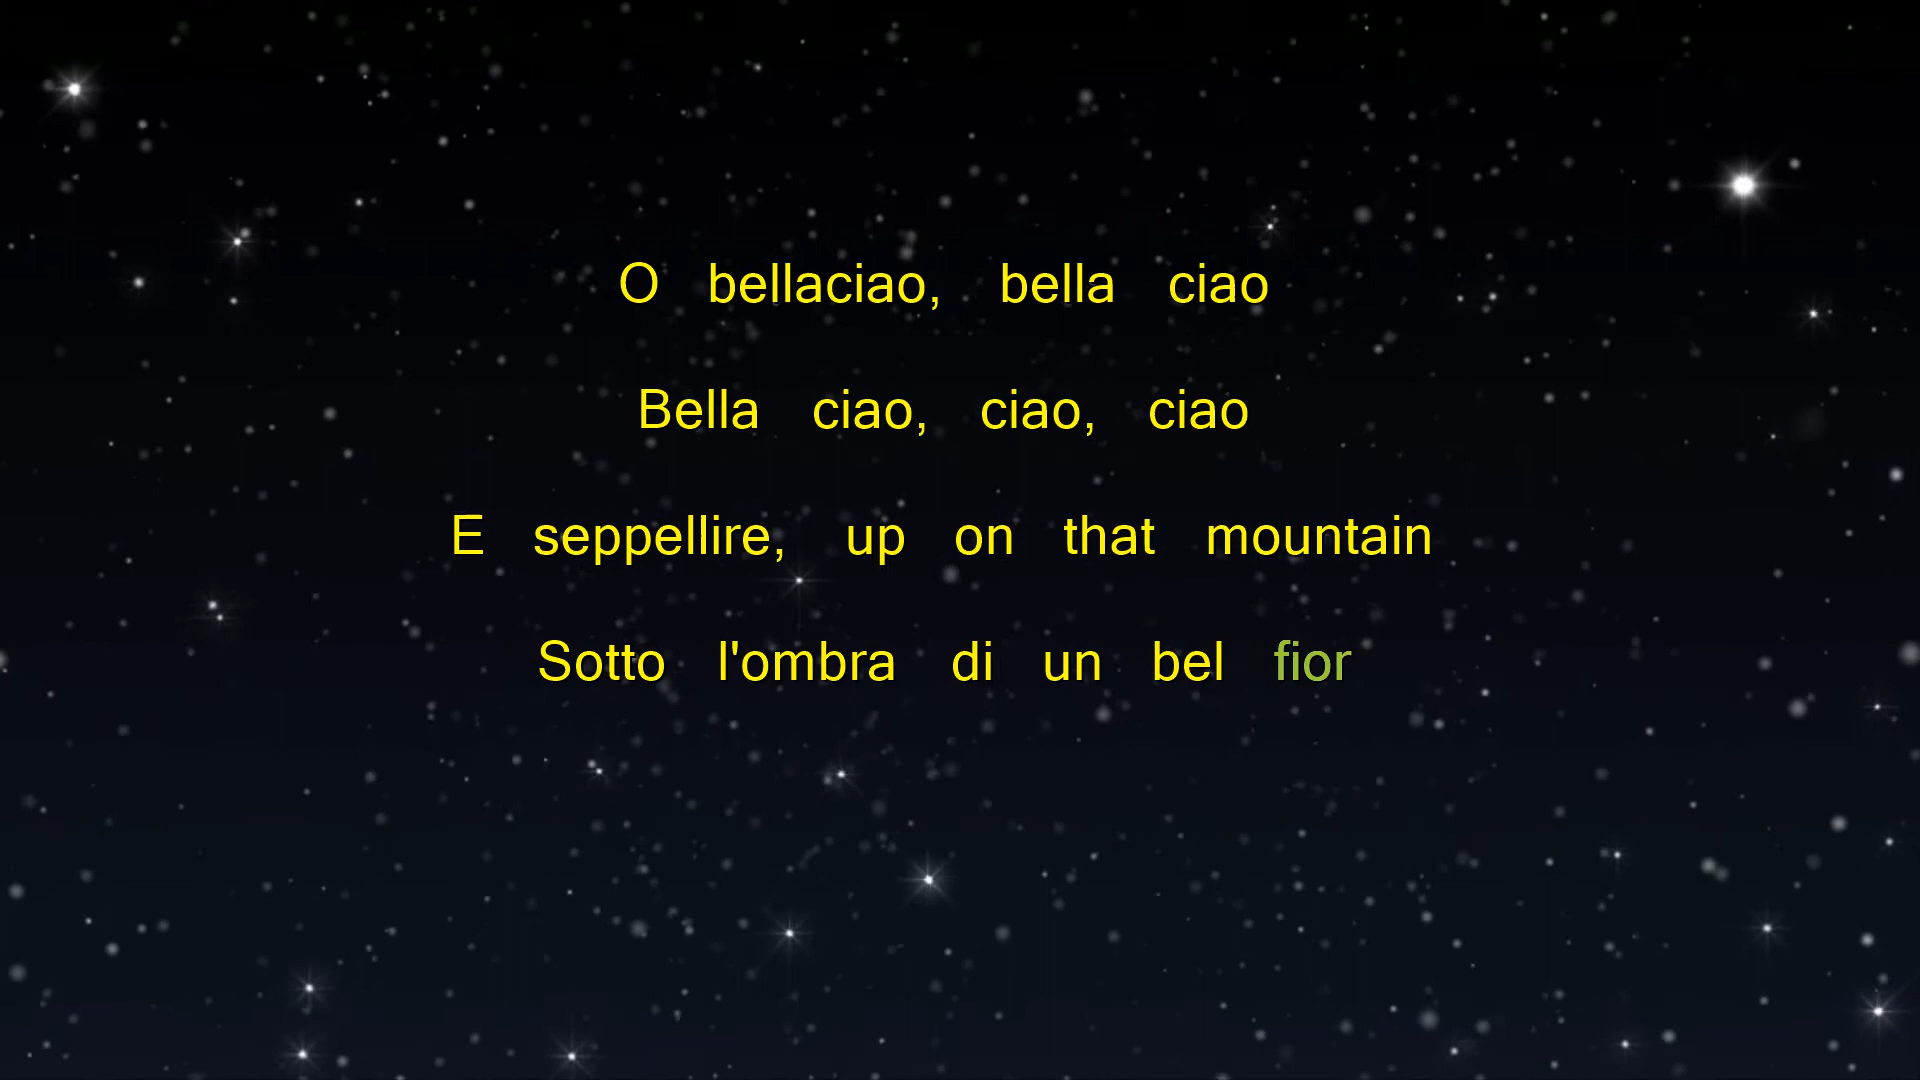 O bellaciao, bella ciao
Bella ciao, ciao, ciao
E seppellire, up on that mountain
Sotto l'ombra di un bel fior